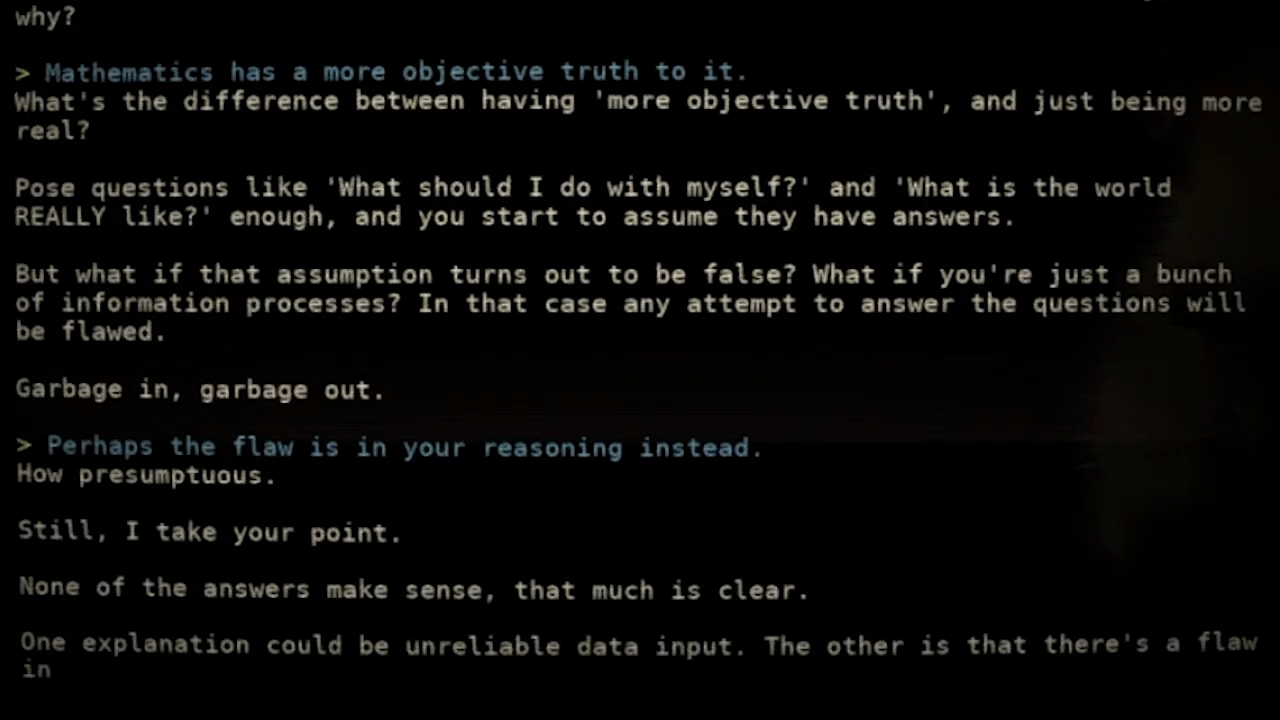 why?
> Mathematics has a more objective truth to it.
What's the difference between having 'more objective truth', and just being more
real?
Pose questions like 'What should I do with myself?' and 'What is the world
REALLY like?' enough, and you start to assume they have answers.
But what if that assumption turns out to be false? What if you're just a bunch
of information processes? In that case any attempt to answer the questions will
be flawed.
Garbage in, garbage out.
> Perhaps the flaw is in your reasoning instead.
How presumptuous.
Still, I take your point.
None of the answers make sense, that much is clear.
One explanation could be unreliable data input. The other is that there's a flaw
in